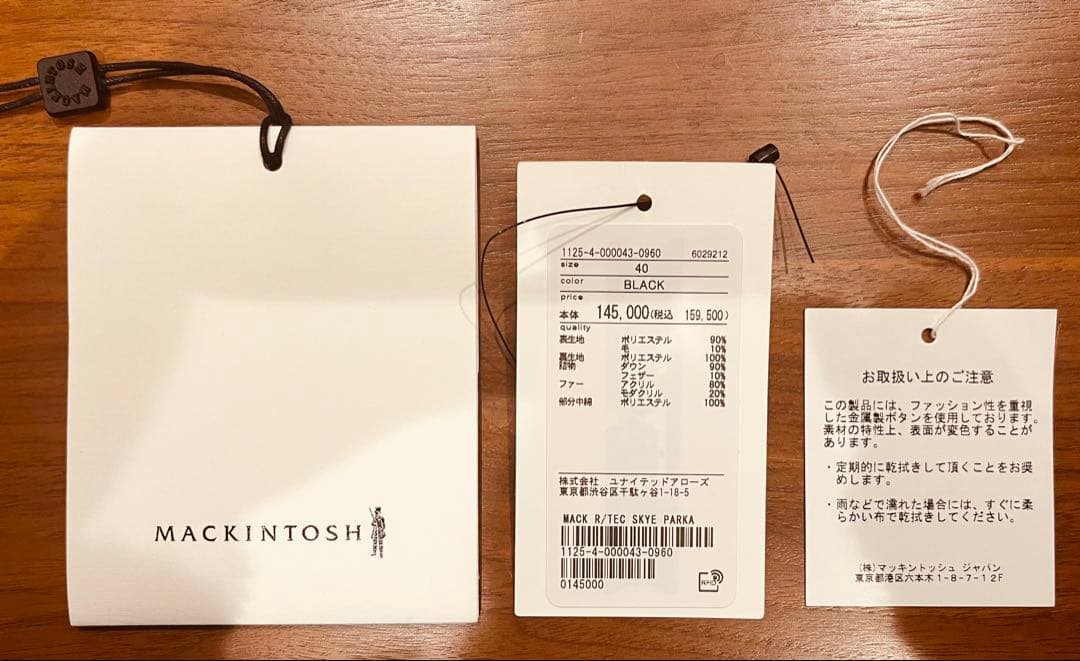 MACKINTOSH
MACKINTOSH
1125-4-000043-0960 6029212
size 40
color BLACK
price
本体 145,000(税込 159,500)
quality
表生地 ポリエステル 90%
毛 10%
裏生地 ポリエステル 100%
詰物 ダウン 90%
フェザー 10%
ファー アクリル 80%
モダクリル 20%
部分中綿 ポリエステル 100%
株式会社 ユナイテッドアローズ
東京都渋谷区千駄ヶ谷1-18-5
MACK R/TEC SKYE PARKA
1125-4-000043-0960
0145000
RFID
お取扱い上のご注意
この製品には、ファッション性を重視
した金属製ボタンを使用しております。
素材の特性上、表面が変色することが
あります。
・定期的に乾拭きして頂くことをお奨
めします。
・雨などで濡れた場合には、すぐに柔
らかい布で乾拭きしてください。
(株)マッキントッシュ ジャパン
東京都港区六本木1-8-7-12F